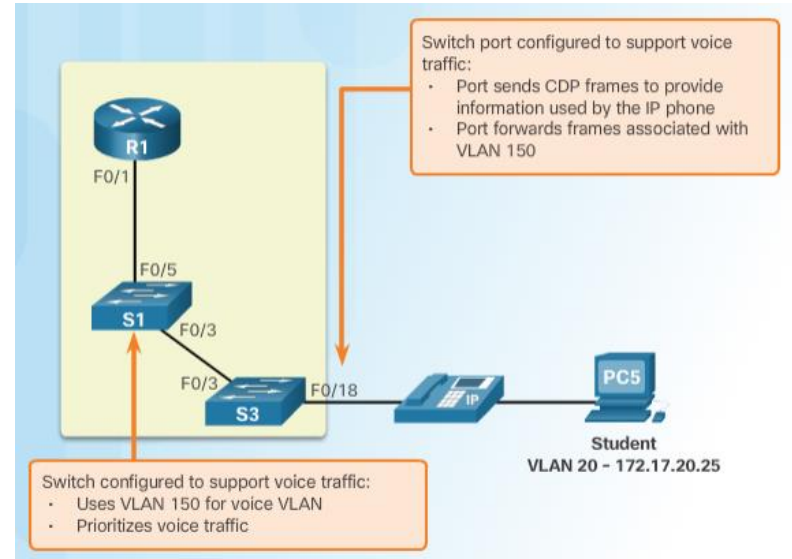 Switch port configured to support voice
traffic:
· Port sends CDP frames to provide
information used by the IP phone
· Port forwards frames associated with
VLAN 150
R1
F0/1
F0/5
S1
F0/3
F0/3
F0/18
S3
IP
PC5
Student
VLAN 20 – 172.17.20.25
Switch configured to support voice traffic:
· Uses VLAN 150 for voice VLAN
· Prioritizes voice traffic